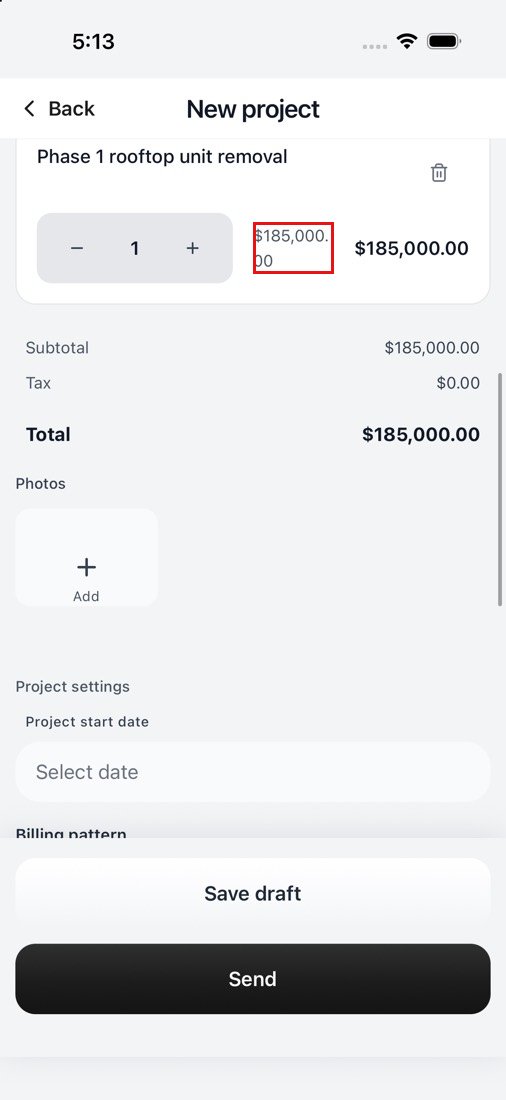 5:13
Back
New project
Phase 1 rooftop unit removal
− 1 +
$185,000.
00
$185,000.00
Subtotal $185,000.00
Tax $0.00
Total $185,000.00
Photos
+
Add
Project settings
Project start date
Select date
Billing pattern
Save draft
Send